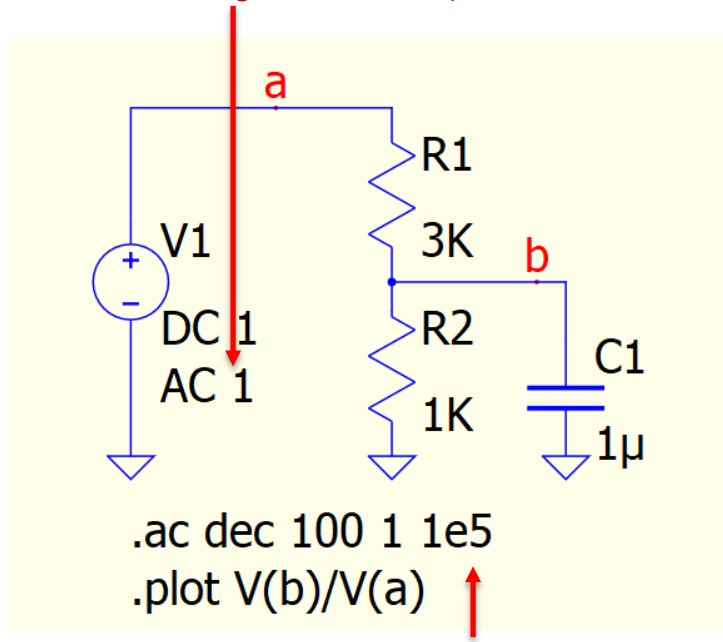 a
R1
V1
3K
b
DC 1
R2
AC 1
C1
1K
1µ
.ac dec 100 1 1e5
.plot V(b)/V(a)